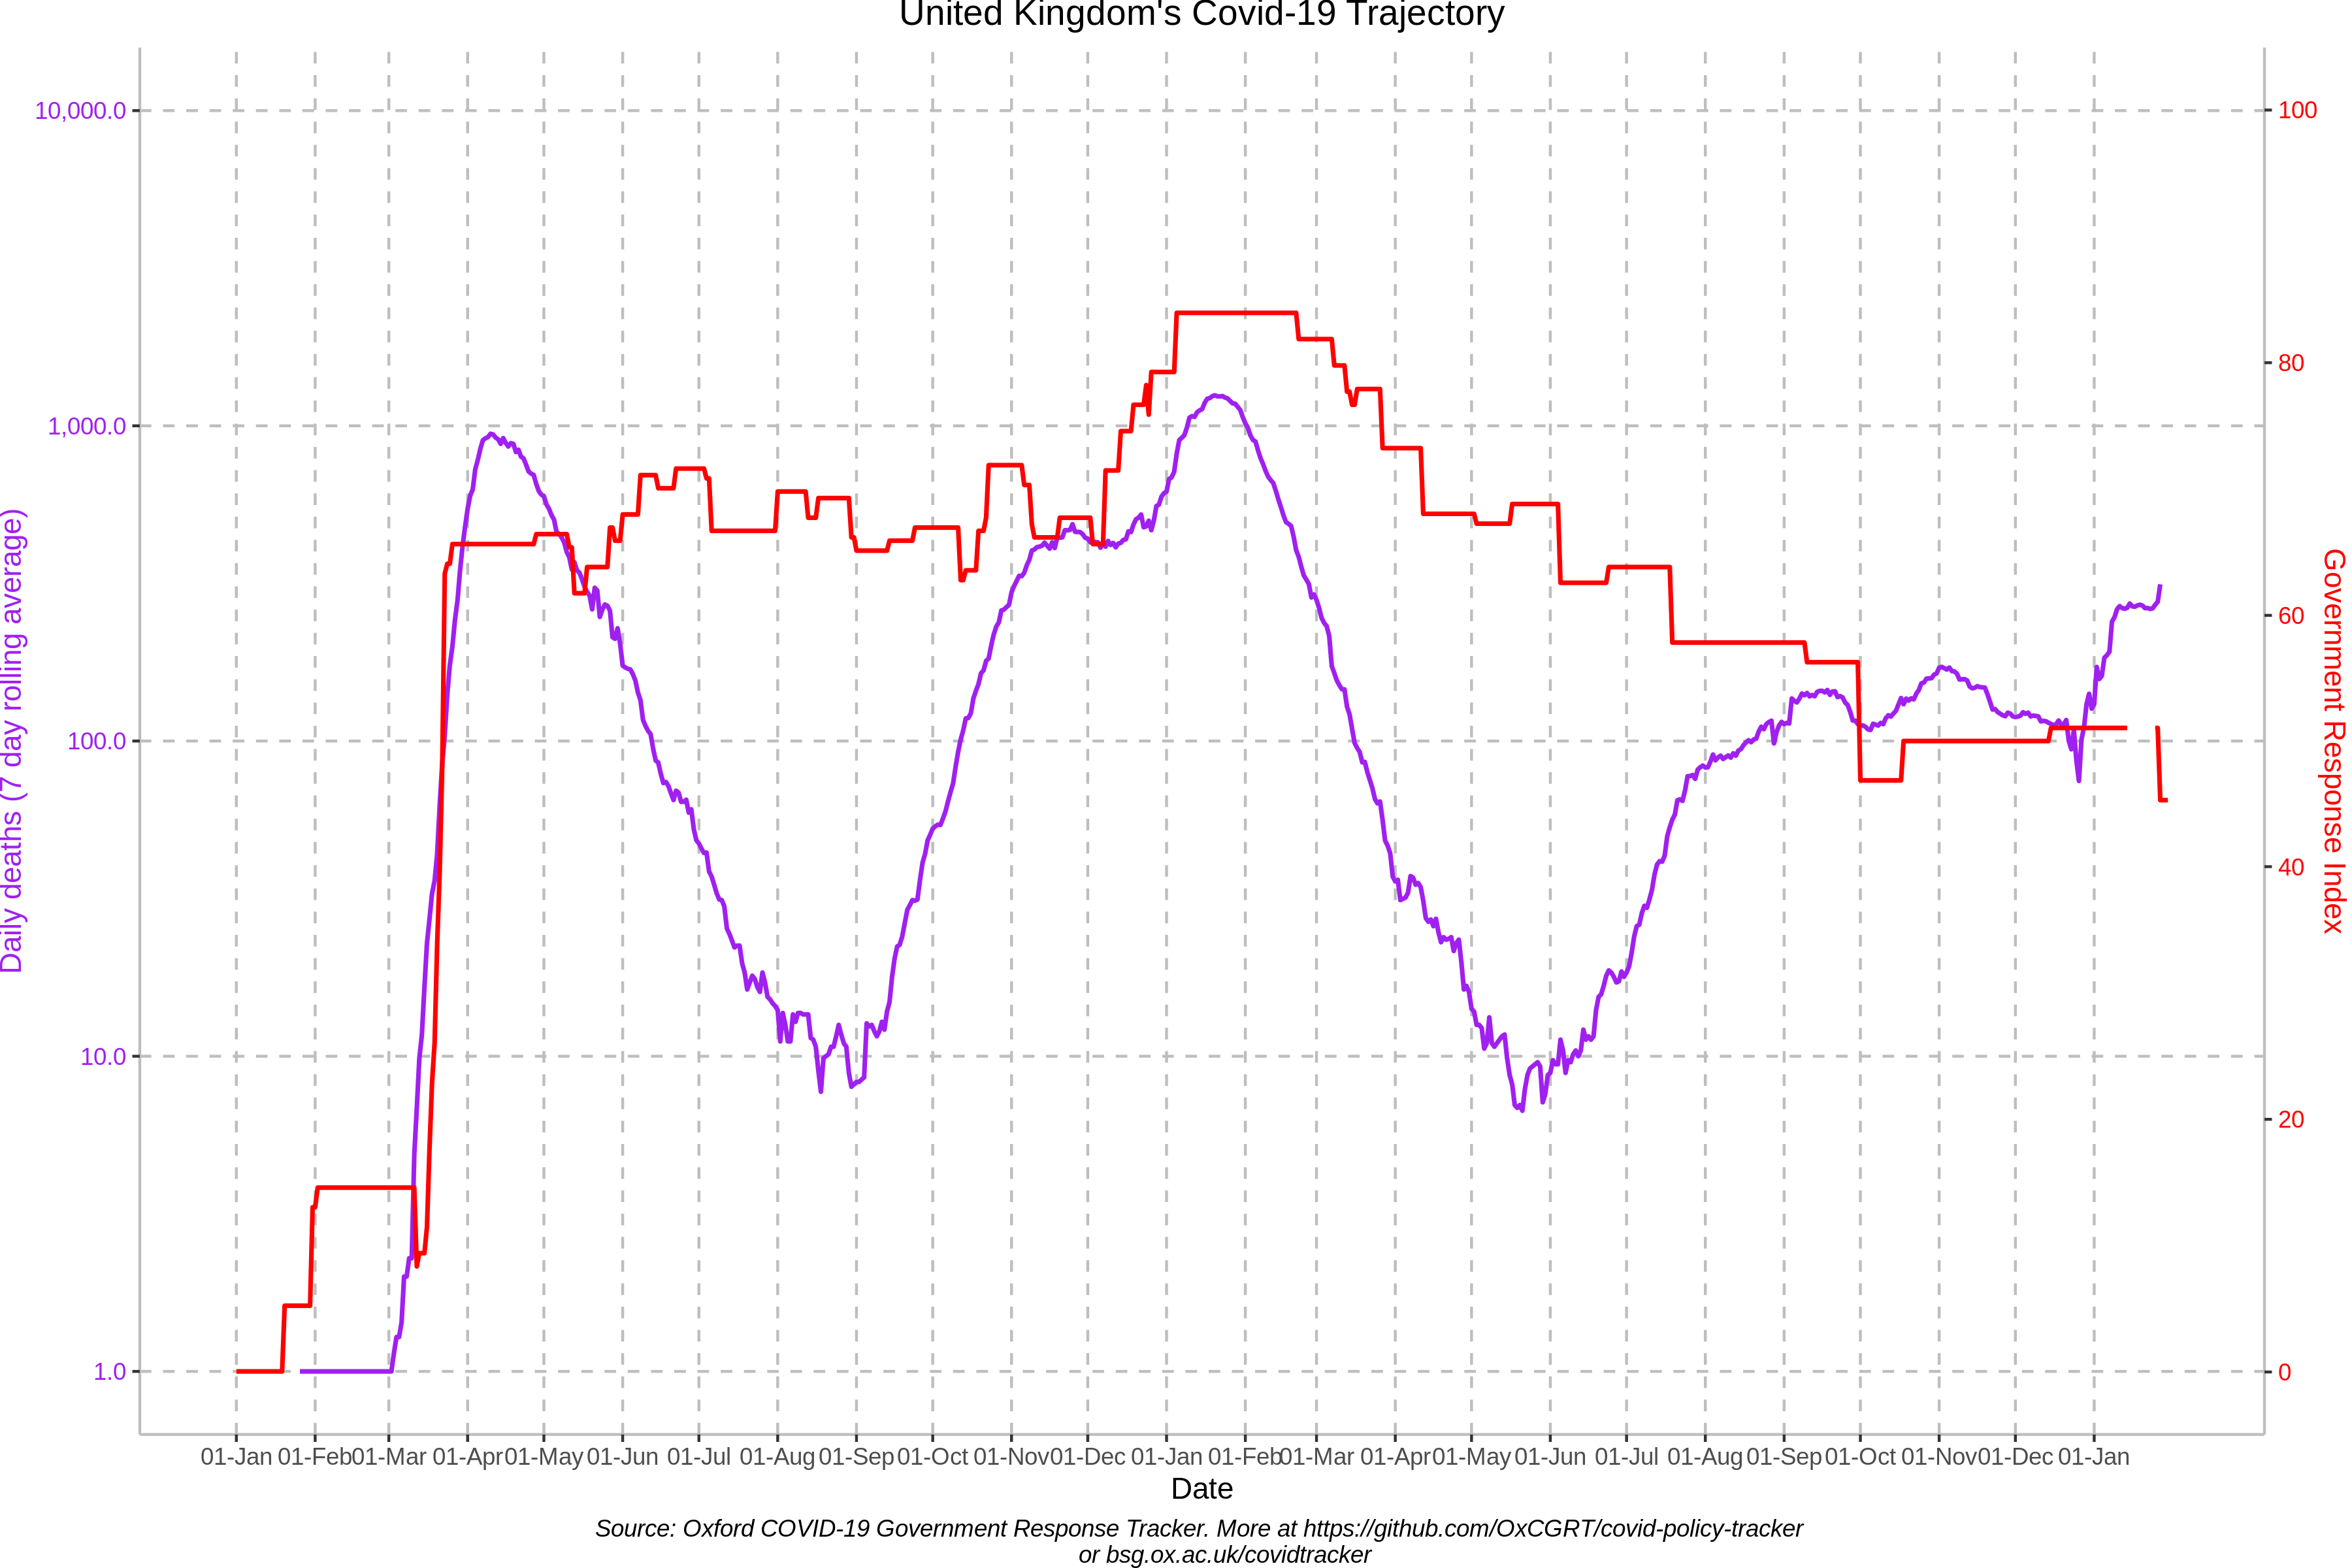 United Kingdom's Covid-19 Trajectory
10,000.0
1,000.0
100.0
10.0
1.0
Daily deaths (7 day rolling average)
100
80
60
40
20
0
Government Response Index
01-Jan 01-Feb 01-Mar 01-Apr 01-May 01-Jun 01-Jul 01-Aug 01-Sep 01-Oct 01-Nov 01-Dec 01-Jan 01-Feb 01-Mar 01-Apr 01-May 01-Jun 01-Jul 01-Aug 01-Sep 01-Oct 01-Nov 01-Dec 01-Jan
Date
Source: Oxford COVID-19 Government Response Tracker. More at https://github.com/OxCGRT/covid-policy-tracker
or bsg.ox.ac.uk/covidtracker